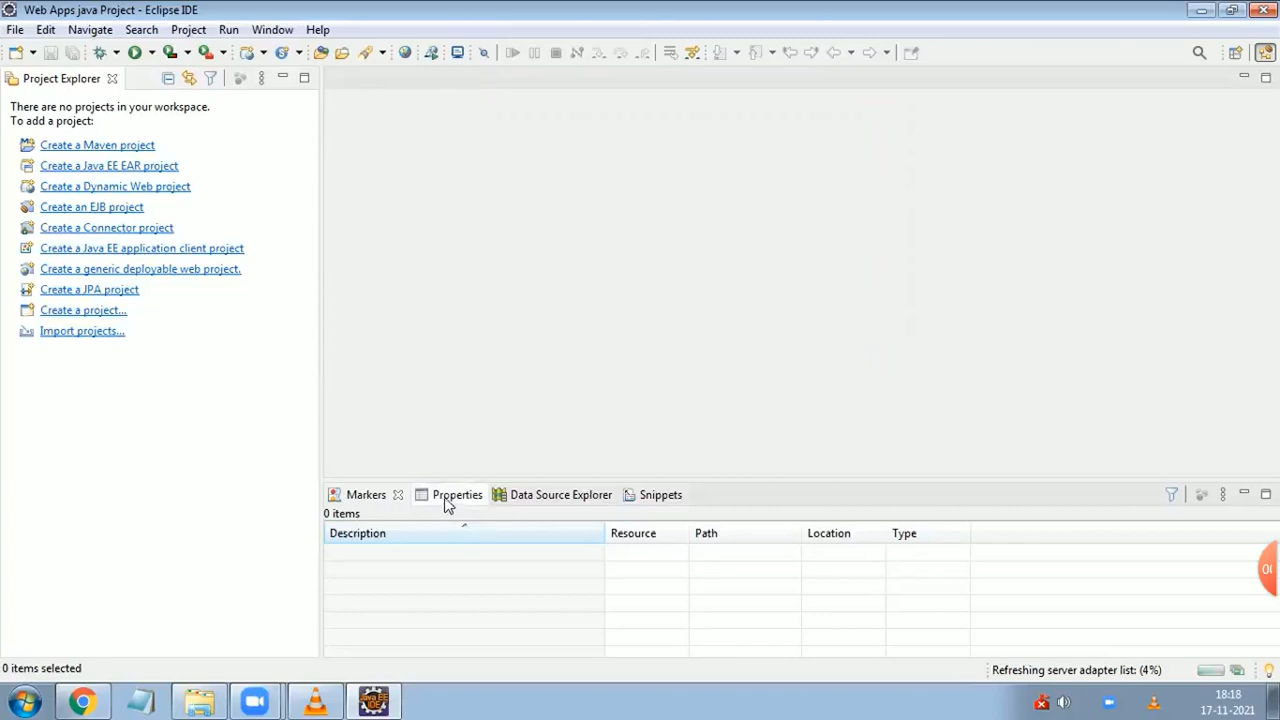 Web Apps java Project - Eclipse IDE
File Edit Navigate Search Project Run Window Help
Project Explorer
There are no projects in your workspace.
To add a project:
Create a Maven project
Create a Java EE EAR project
Create a Dynamic Web project
Create an EJB project
Create a Connector project
Create a Java EE application client project
Create a generic deployable web project.
Create a JPA project
Create a project...
Import projects...
Markers Properties Data Source Explorer Snippets
0 items
Description Resource Path Location Type
0 items selected
Refreshing server adapter list: (4%)
Java EE
IDE
18:18
17-11-2021